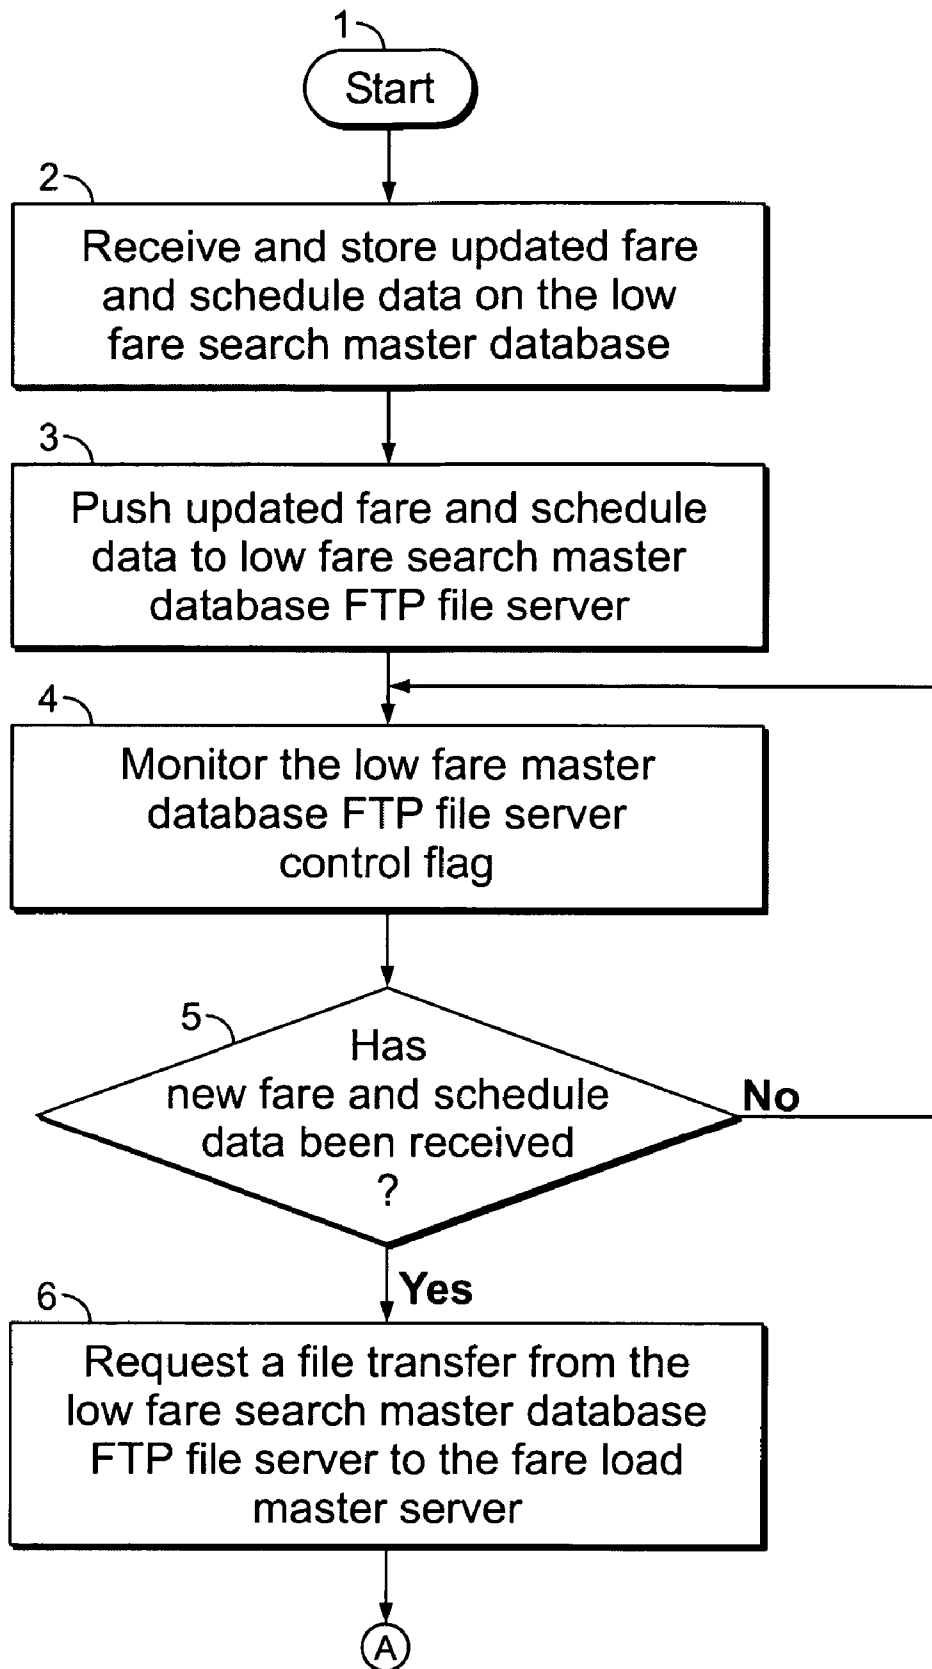 1
Start
2
Receive and store updated fare
and schedule data on the low
fare search master database
3
Push updated fare and schedule
data to low fare search master
database FTP file server
4
Monitor the low fare master
database FTP file server
control flag
5
Has
new fare and schedule
data been received
?
No
Yes
6
Request a file transfer from the
low fare search master database
FTP file server to the fare load
master server
A